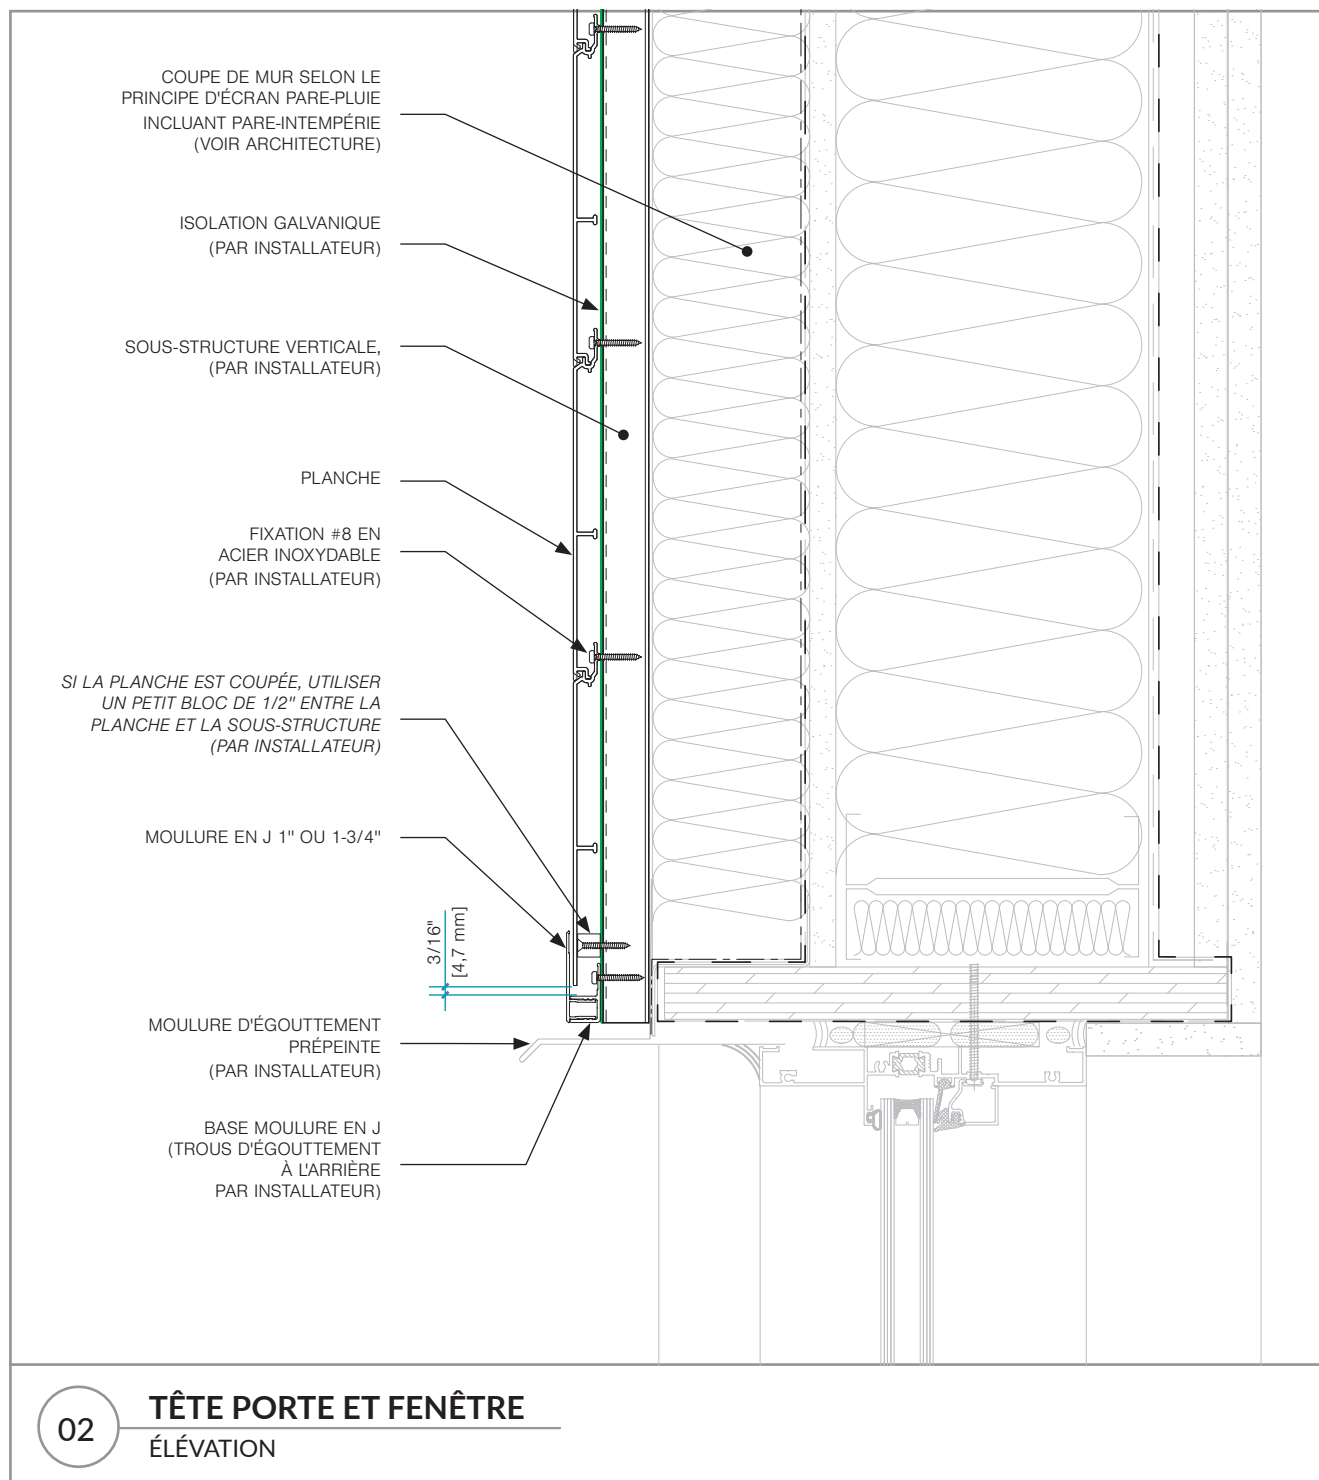 COUPE DE MUR SELON LE
PRINCIPE D'ÉCRAN PARE-PLUIE
INCLUANT PARE-INTEMPÉRIE
(VOIR ARCHITECTURE)
ISOLATION GALVANIQUE
(PAR INSTALLATEUR)
SOUS-STRUCTURE VERTICALE,
(PAR INSTALLATEUR)
PLANCHE
FIXATION #8 EN
ACIER INOXYDABLE
(PAR INSTALLATEUR)
SI LA PLANCHE EST COUPÉE, UTILISER
UN PETIT BLOC DE 1/2" ENTRE LA
PLANCHE ET LA SOUS-STRUCTURE
(PAR INSTALLATEUR)
MOULURE EN J 1" OU 1-3/4"
3/16"
[4,7 mm]
MOULURE D'ÉGOUTTEMENT
PRÉPEINTE
(PAR INSTALLATEUR)
BASE MOULURE EN J
(TROUS D'ÉGOUTTEMENT
À L'ARRIÈRE
PAR INSTALLATEUR)
02
TÊTE PORTE ET FENÊTRE
ÉLÉVATION